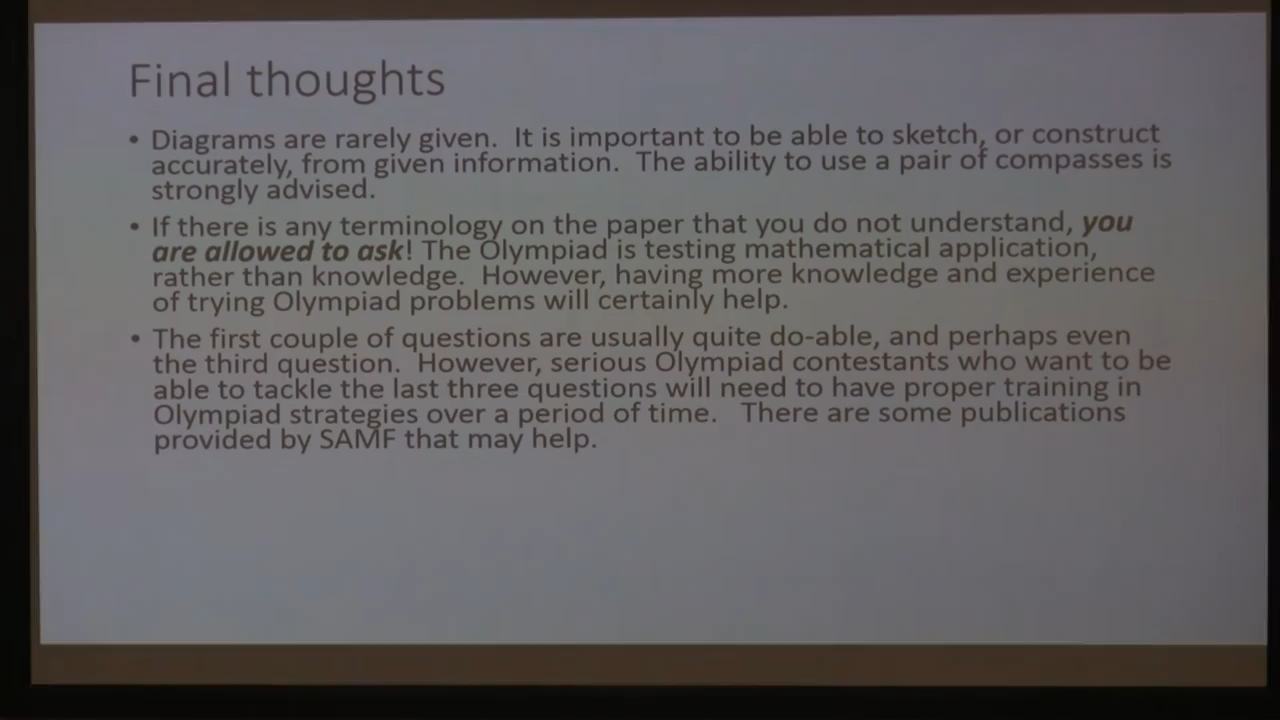 Final thoughts
• Diagrams are rarely given.  It is important to be able to sketch, or construct
accurately, from given information.  The ability to use a pair of compasses is
strongly advised.
• If there is any terminology on the paper that you do not understand, you
are allowed to ask! The Olympiad is testing mathematical application,
rather than knowledge.  However, having more knowledge and experience
of trying Olympiad problems will certainly help.
• The first couple of questions are usually quite do-able, and perhaps even
the third question.  However, serious Olympiad contestants who want to be
able to tackle the last three questions will need to have proper training in
Olympiad strategies over a period of time.   There are some publications
provided by SAMF that may help.